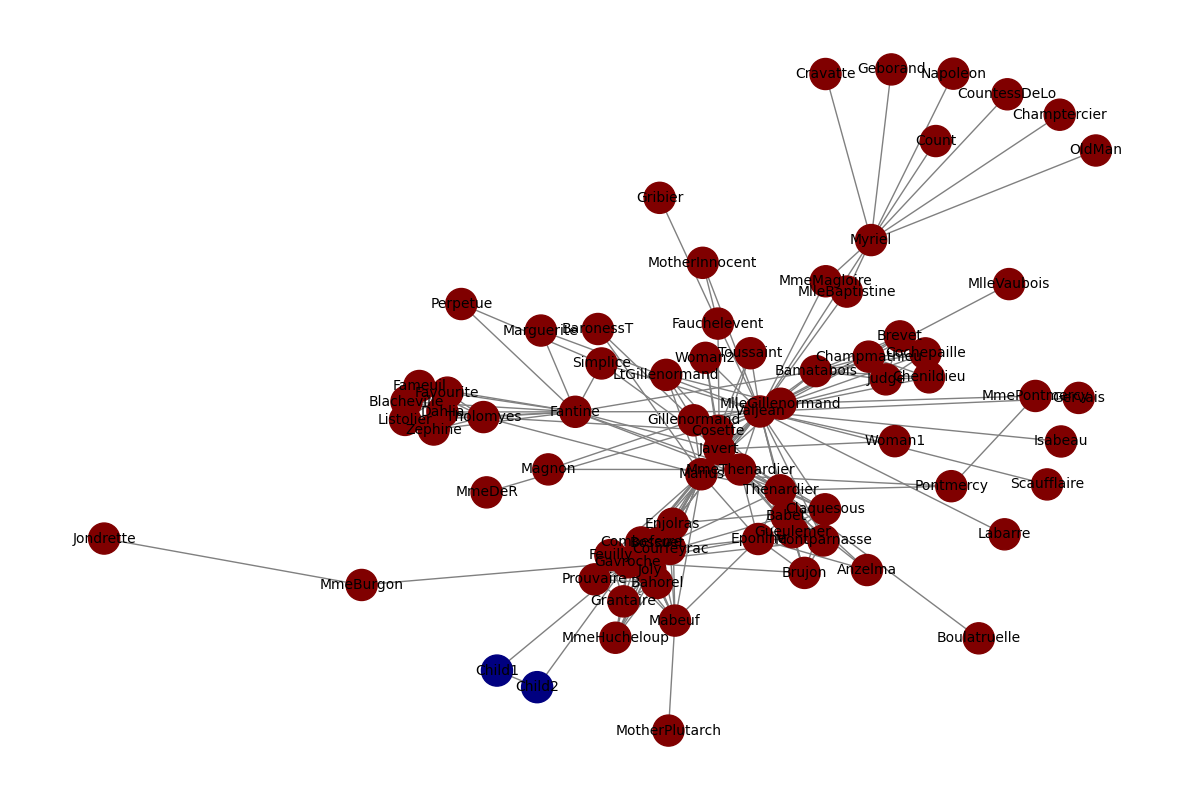 Cravatte
Geborand
Napoleon
CountessDeLo
Champtercier
Count
OldMan
Gribier
Myriel
MotherInnocent
MmeMagloire
MlleBaptistine
MlleVaubois
Perpetue
Marguerite
BaronessT
Fauchelevent
Brevet
Woman2
Toussaint
Champmathieu
Cochepaille
Simplice
LtGillenormand
Bamatabois
Judge
Chenildieu
Fameuil
Favourite
Blacheville
Dahlia
Listolier
Zephine
Tholomyes
Fantine
MlleGillenormand
Valjean
Gillenormand
Cosette
MmePontmercy
Gervais
Javert
Woman1
Isabeau
Magnon
Marius
MmeThenardier
MmeDeR
Thenardier
Pontmercy
Scaufflaire
Claquesous
Babet
Enjolras
Gueulemer
Labarre
Jondrette
Combeferre
Bossuet
Courfeyrac
Eponine
Montparnasse
Feuilly
Gavroche
Joly
Prouvaire
Bahorel
Brujon
Anzelma
MmeBurgon
Grantaire
Mabeuf
MmeHucheloup
Boulatruelle
Child1
Child2
MotherPlutarch